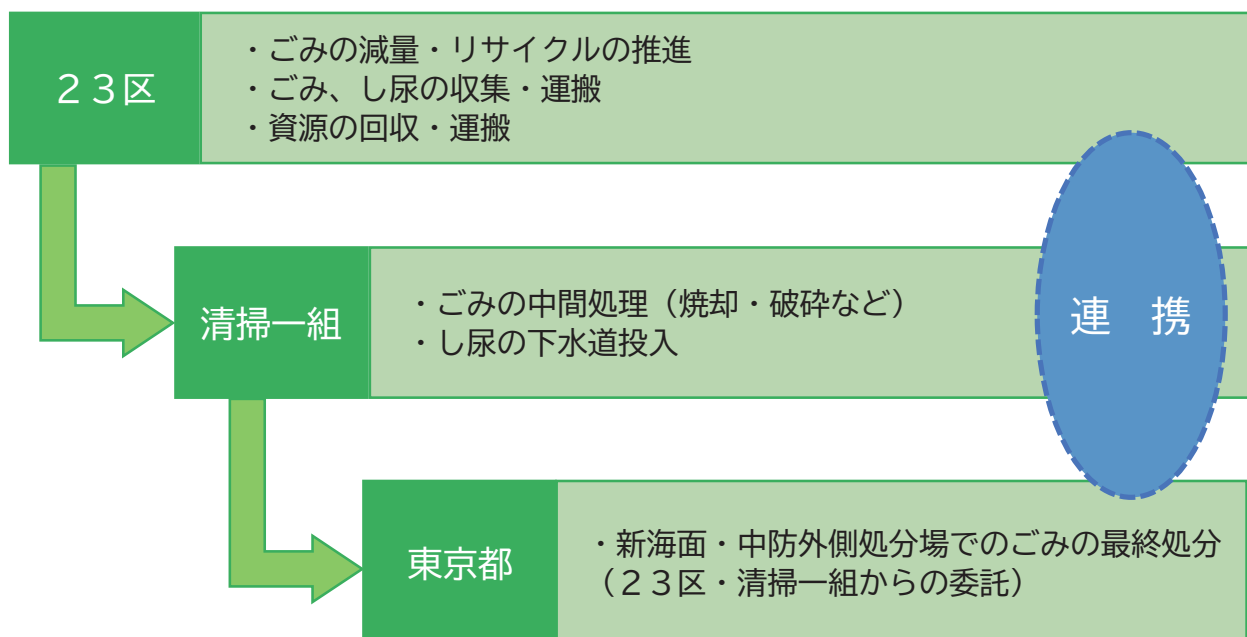 ２３区
・ごみの減量・リサイクルの推進
・ごみ、し尿の収集・運搬
・資源の回収・運搬
清掃一組
・ごみの中間処理（焼却・破砕など）
・し尿の下水道投入
連　携
東京都
・新海面・中防外側処分場でのごみの最終処分
（２３区・清掃一組からの委託）